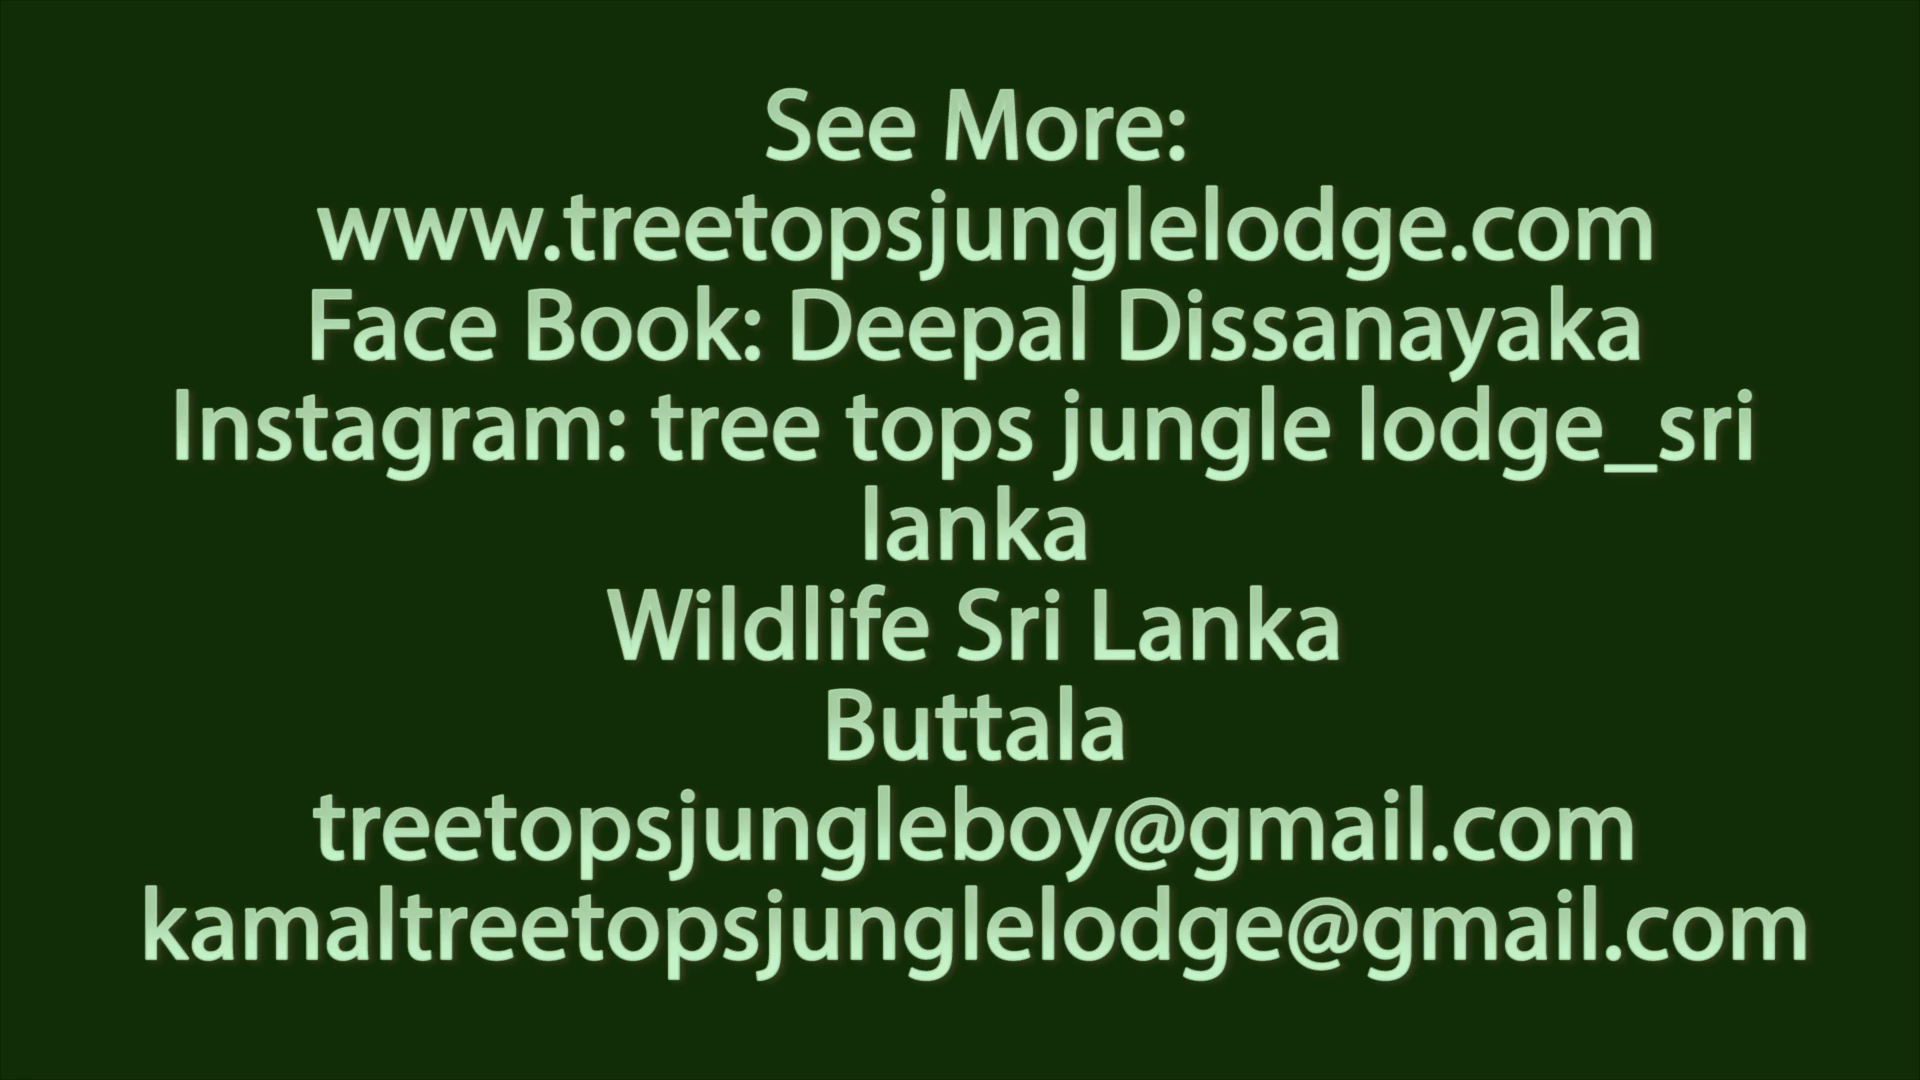 See More:
www.treetopsjunglelodge.com
Face Book: Deepal Dissanayaka
Instagram: tree tops jungle lodge_sri
lanka
Wildlife Sri Lanka
Buttala
treetopsjungleboy@gmail.com
kamaltreetopsjunglelodge@gmail.com